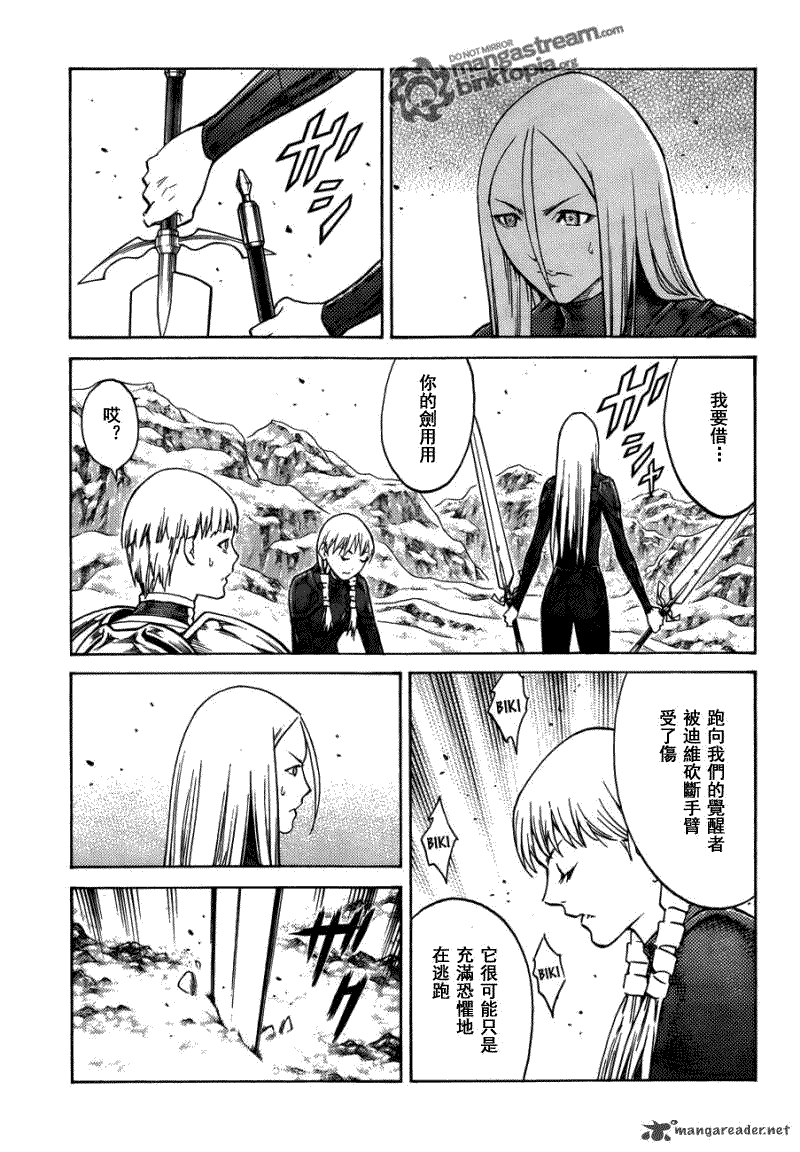 DO NOT MIRROR
mangastream.com
binktopia.org
ガ
シ
我要借…
ガシャ
你的劍用用
哎?
跑向我們的覺醒者
被迪維砍斷手臂
受了傷
BIKI
BIKI
BIKI
它很可能只是
充滿恐懼地
在逃跑
ザク
mangareader.net